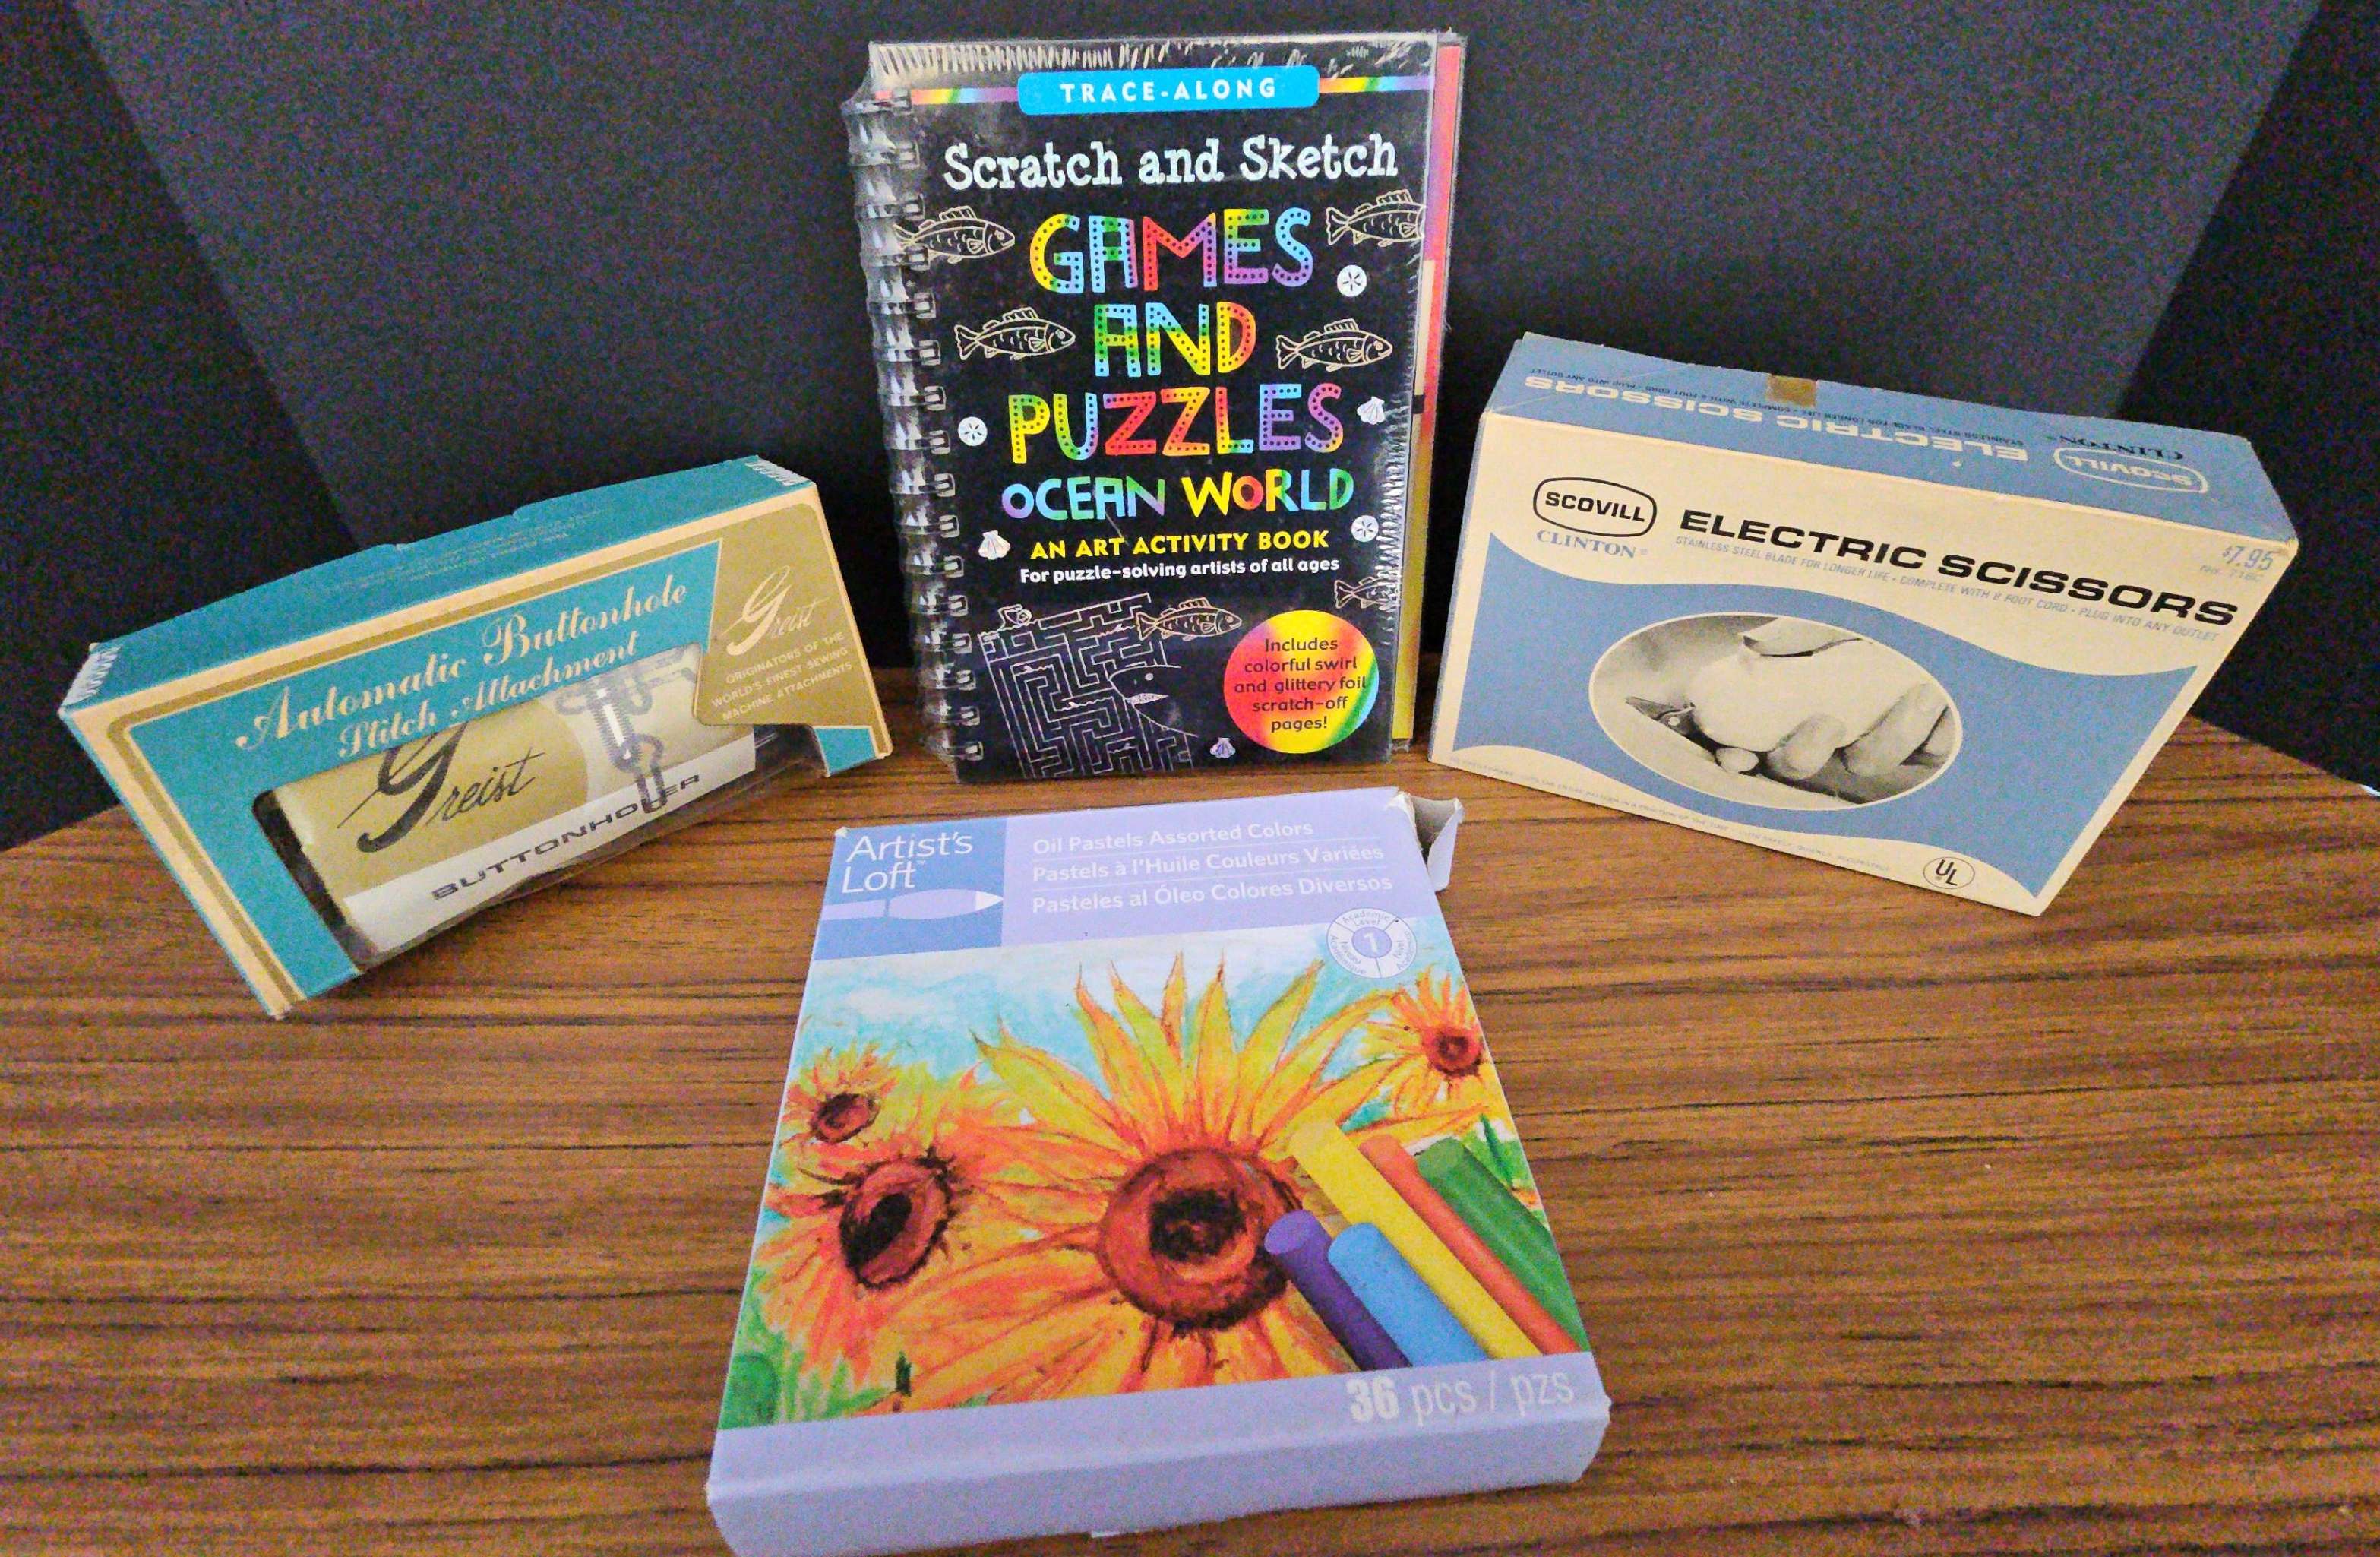 TRACE-ALONG
Scratch and Sketch
GAMES
AND
PUZZLES
OCEAN WORLD
AN ART ACTIVITY BOOK
For puzzle-solving artists of all ages
Includes
colorful swirl
and glittery foil
scratch-off
pages!
Automatic Buttonhole
Stitch Attachment
Greist
ORIGINATORS OF THE
WORLD'S FINEST SEWING
MACHINE ATTACHMENTS
Greist
BUTTONHOLER
ELECTRIC SCISSORS
SCOVILL
CLINTON
SCOVILL
CLINTON®
ELECTRIC SCISSORS
STAINLESS STEEL BLADE FOR LONGER LIFE • COMPLETE WITH 8 FOOT CORD • PLUG INTO ANY OUTLET
$7.95
UL
Artist's
Loft™
Oil Pastels Assorted Colors
Pastels à l'Huile Couleurs Variées
Pasteles al Óleo Colores Diversos
Academic
Level
1
36 pcs / pzs